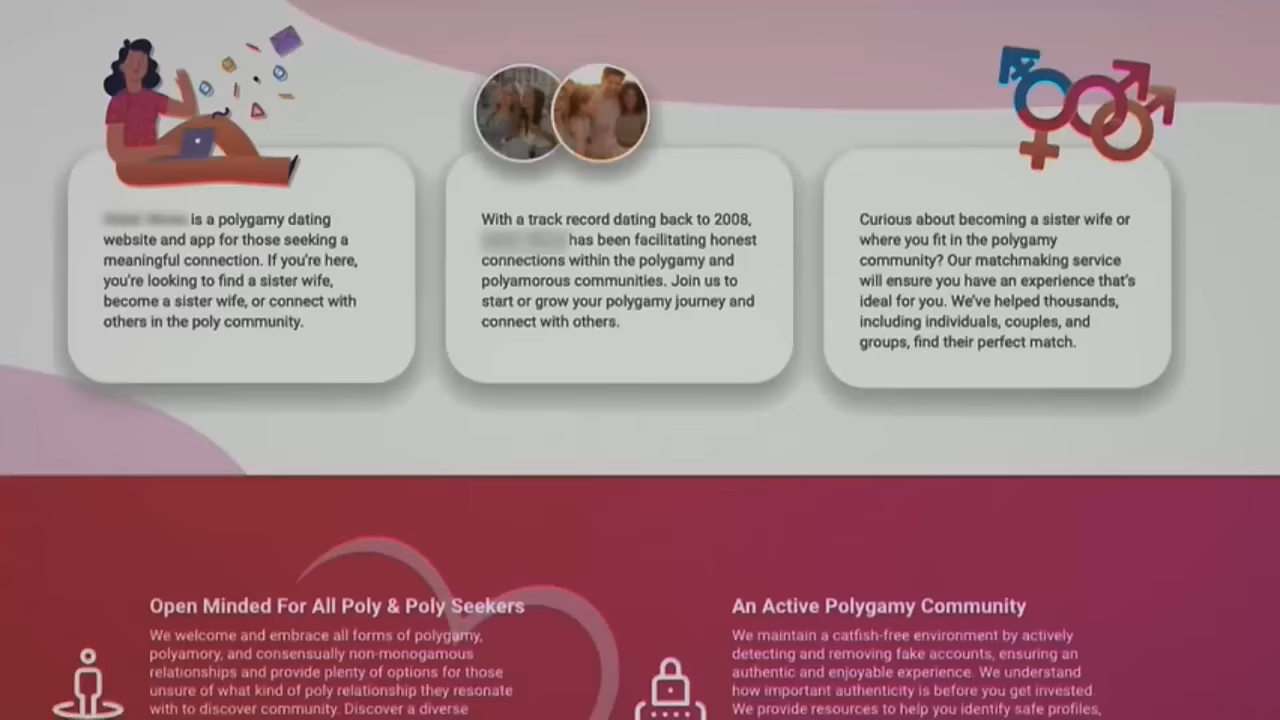 is a polygamy dating
website and app for those seeking a
meaningful connection. If you're here,
you're looking to find a sister wife,
become a sister wife, or connect with
others in the poly community.
With a track record dating back to 2008,
has been facilitating honest
connections within the polygamy and
polyamorous communities. Join us to
start or grow your polygamy journey and
connect with others.
Curious about becoming a sister wife or
where you fit in the polygamy
community? Our matchmaking service
will ensure you have an experience that's
ideal for you. We've helped thousands,
including individuals, couples, and
groups, find their perfect match.
Open Minded For All Poly & Poly Seekers
We welcome and embrace all forms of polygamy,
polyamory, and consensually non-monogamous
relationships and provide plenty of options for those
unsure of what kind of poly relationship they resonate
with to discover community. Discover a diverse
An Active Polygamy Community
We maintain a catfish-free environment by actively
detecting and removing fake accounts, ensuring an
authentic and enjoyable experience. We understand
how important authenticity is before you get invested.
We provide resources to help you identify safe profiles,